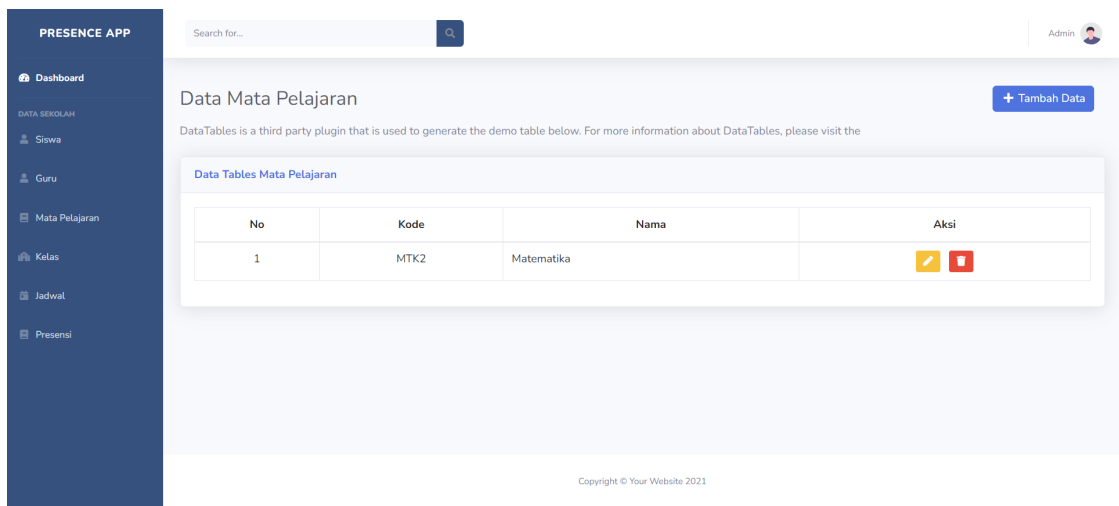 PRESENCE APP
Search for...
Admin
Dashboard
DATA SEKOLAH
Siswa
Guru
Mata Pelajaran
Kelas
Jadwal
Presensi
Data Mata Pelajaran
Tambah Data
DataTables is a third party plugin that is used to generate the demo table below. For more information about DataTables, please visit the
Data Tables Mata Pelajaran
No Kode Nama Aksi
1 MTK2 Matematika
Copyright © Your Website 2021